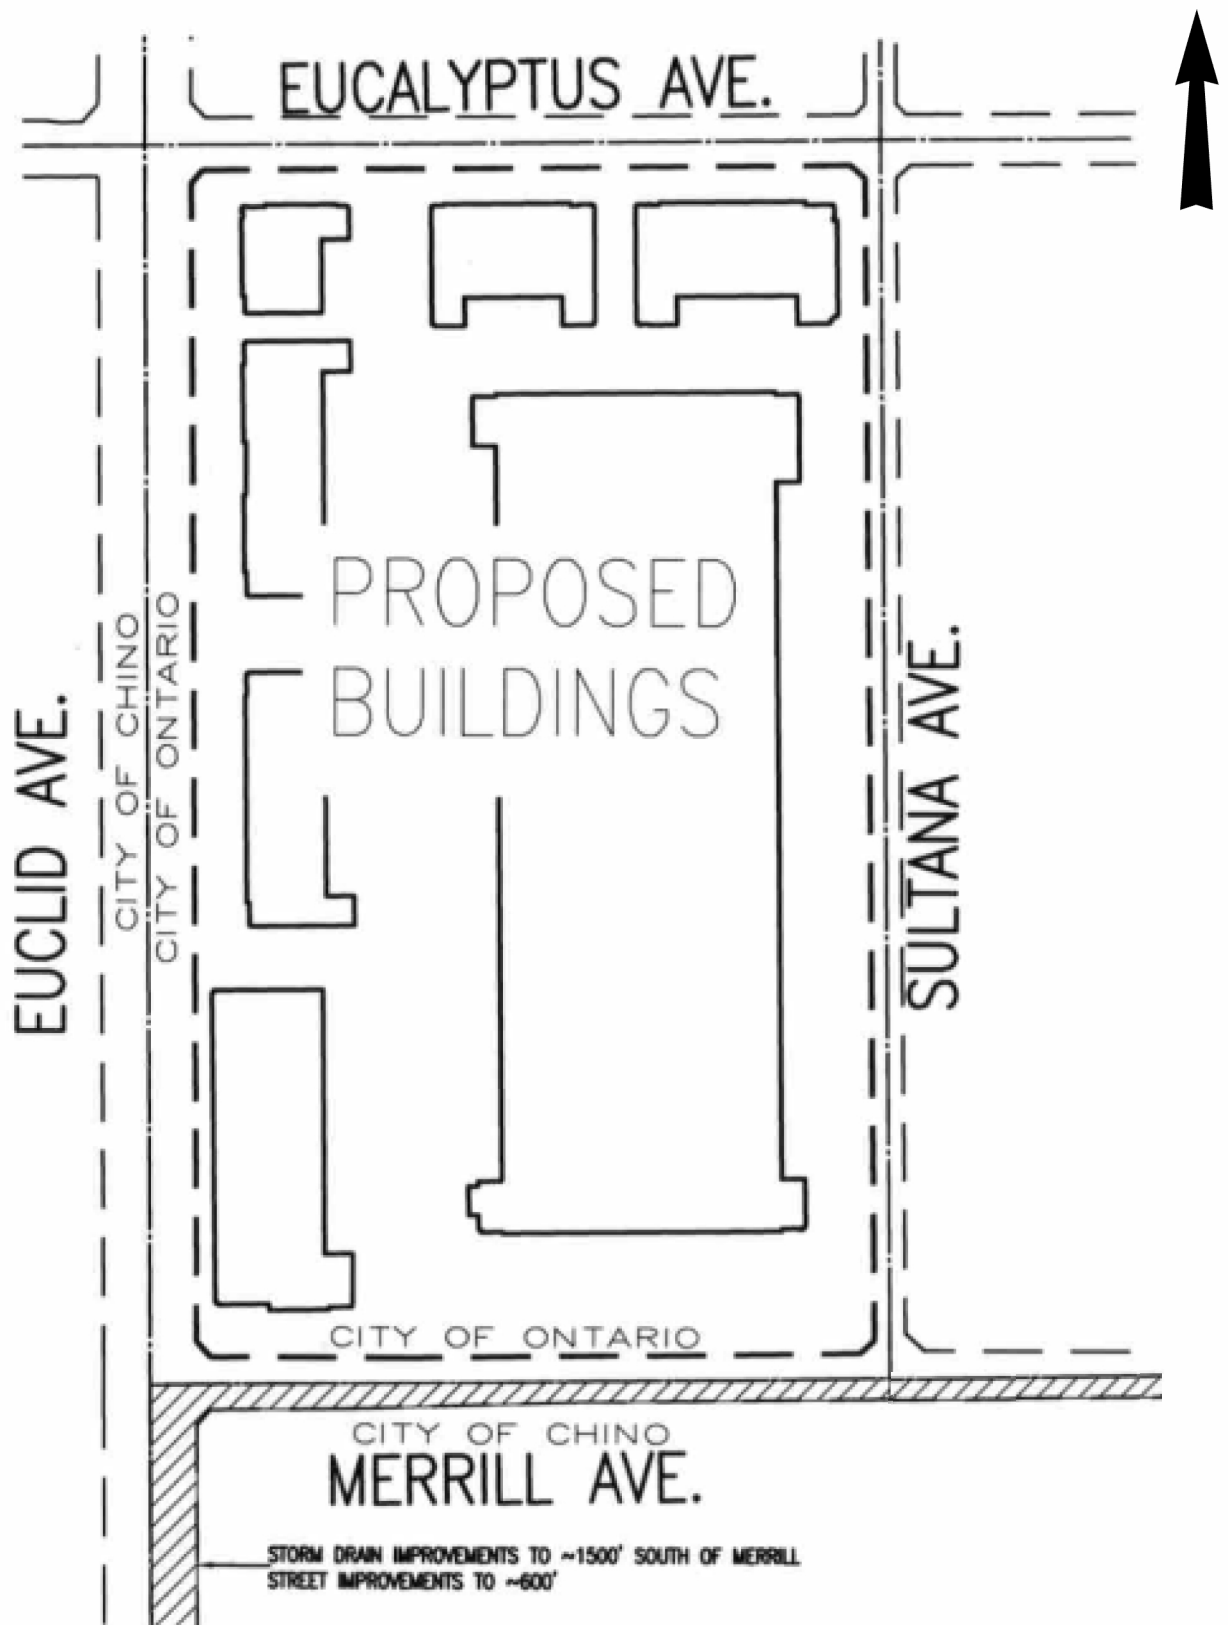 EUCALYPTUS AVE.
PROPOSED
BUILDINGS
EUCLID AVE.
CITY OF CHINO
CITY OF ONTARIO
SULTANA AVE.
CITY OF ONTARIO
CITY OF CHINO
MERRILL AVE.
STORM DRAIN IMPROVEMENTS TO ~1500' SOUTH OF MERRILL
STREET IMPROVEMENTS TO ~600'